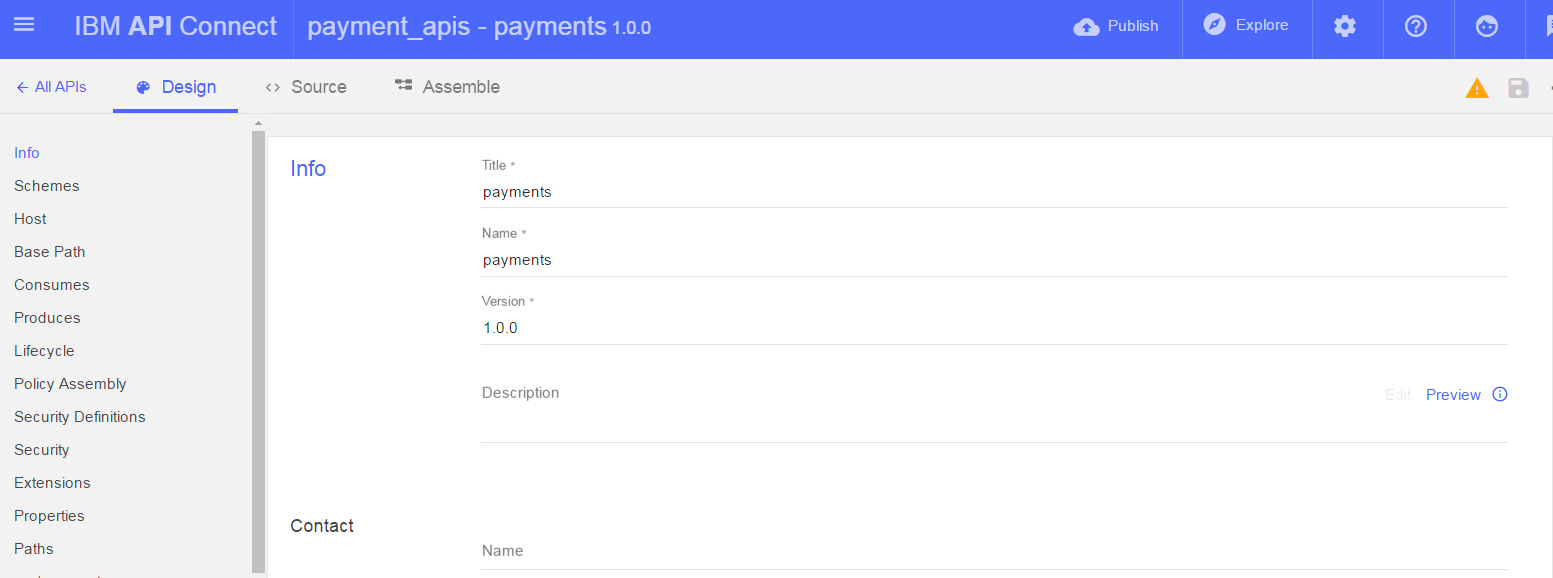 IBM API Connect payment_apis - payments 1.0.0 Publish Explore
All APIs Design Source Assemble
Info
Schemes
Host
Base Path
Consumes
Produces
Lifecycle
Policy Assembly
Security Definitions
Security
Extensions
Properties
Paths
Info
Title *
payments
Name *
payments
Version *
1.0.0
Description Edit Preview
Contact
Name